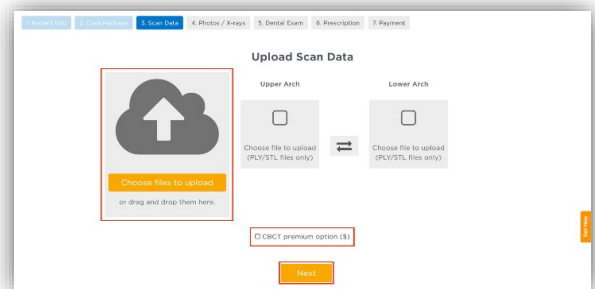 1. Patient Info 2. Case Package 3. Scan Data 4. Photos / X-rays 5. Dental Exam 6. Prescription 7. Payment
Upload Scan Data
Upper Arch
Lower Arch
Choose file to upload
(PLY/STL files only)
Choose file to upload
(PLY/STL files only)
Choose files to upload
or drag and drop them here.
CBCT premium option ($)
Next
Get Help